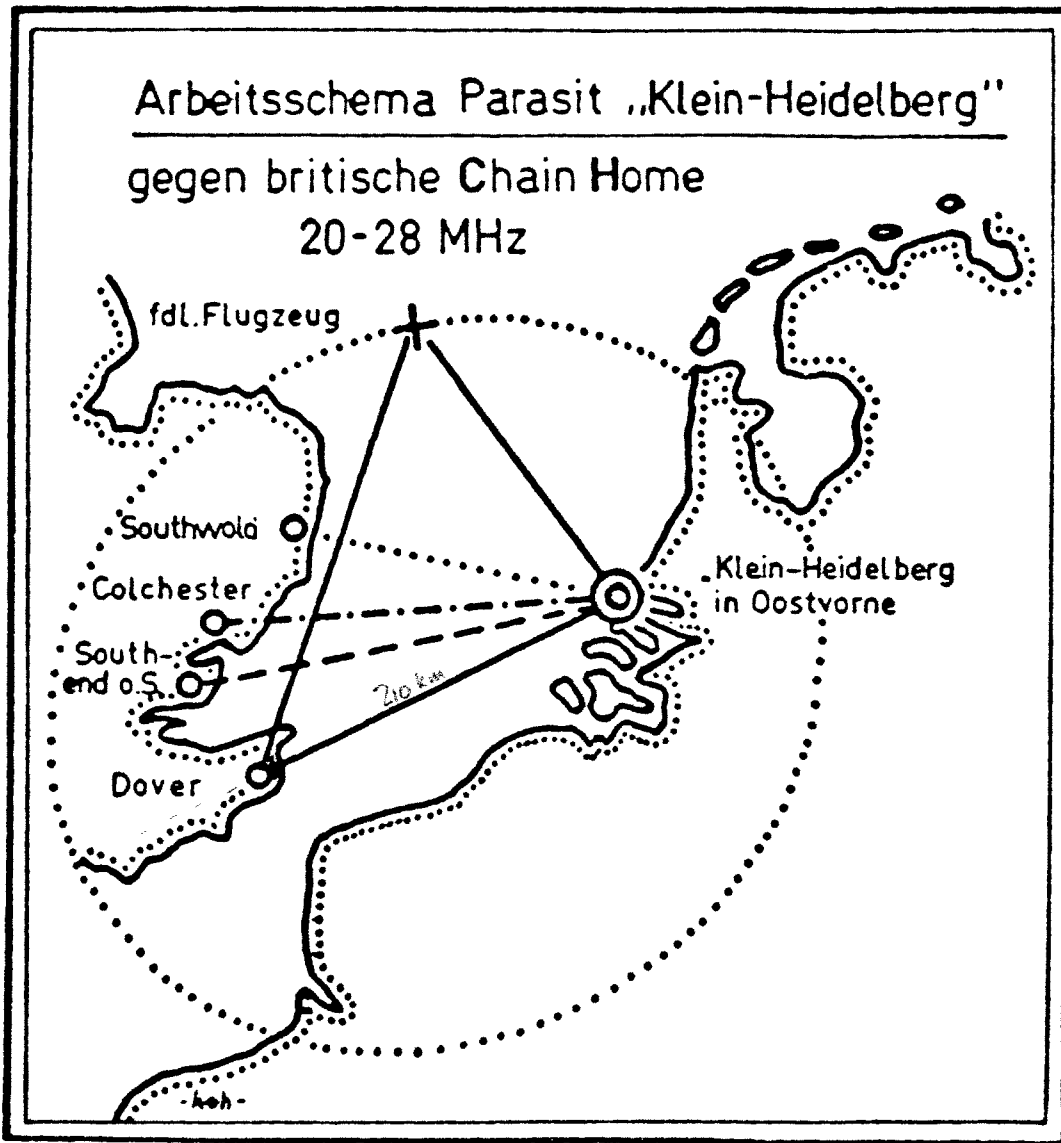 Arbeitsschema Parasit „Klein-Heidelberg"
gegen britische Chain Home
20-28 MHz
fdl.Flugzeug
Southwold
Colchester
South-
end o.S.
Dover
210 km
Klein-Heidelberg
in Oostvorne
-hoh-